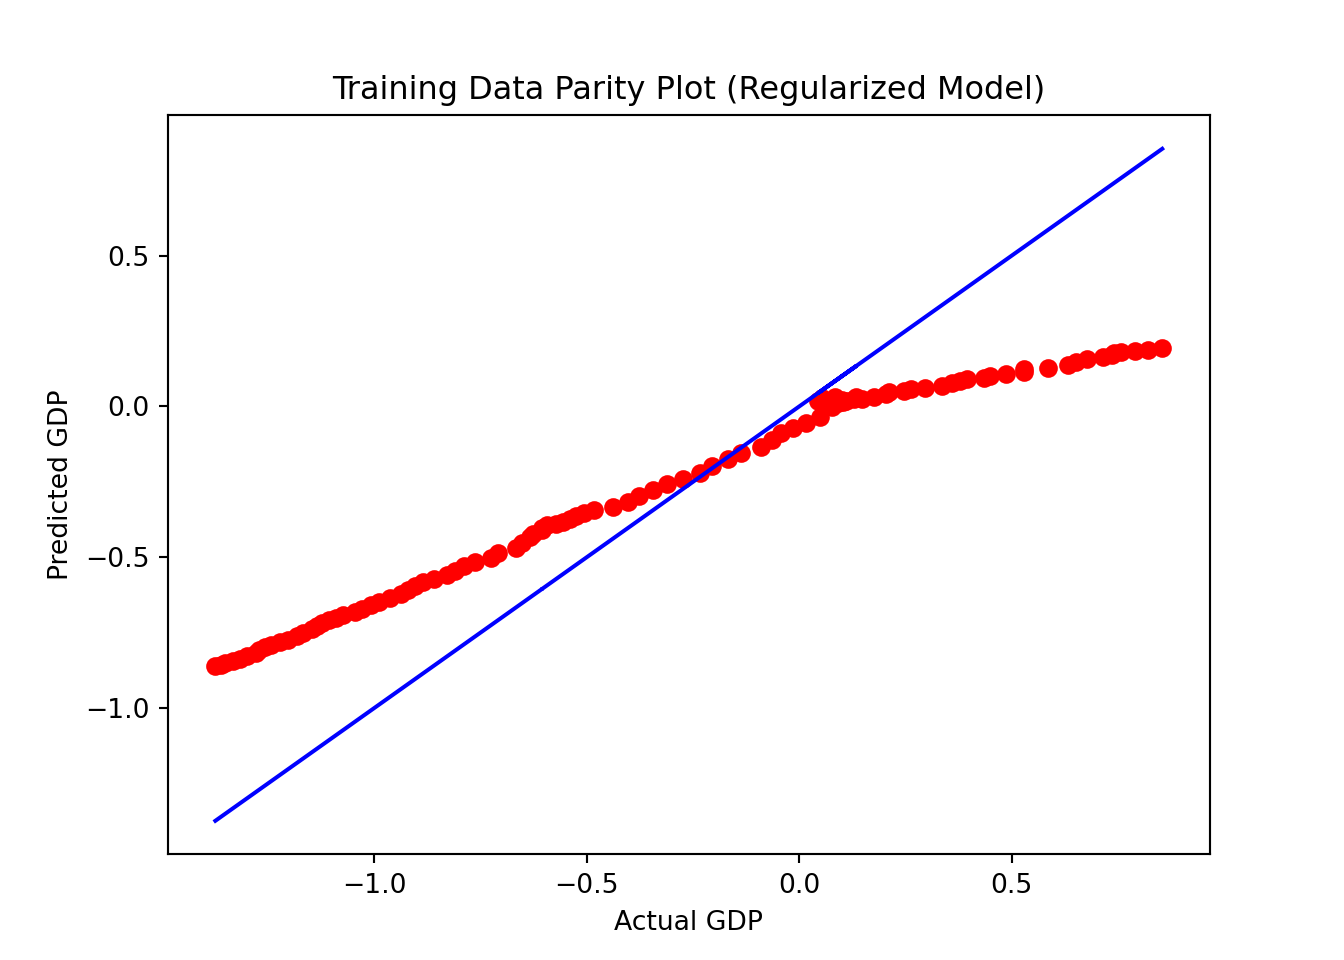 Training Data Parity Plot (Regularized Model)
Predicted GDP
0.5
0.0
−0.5
−1.0
−1.0 −0.5 0.0 0.5
Actual GDP